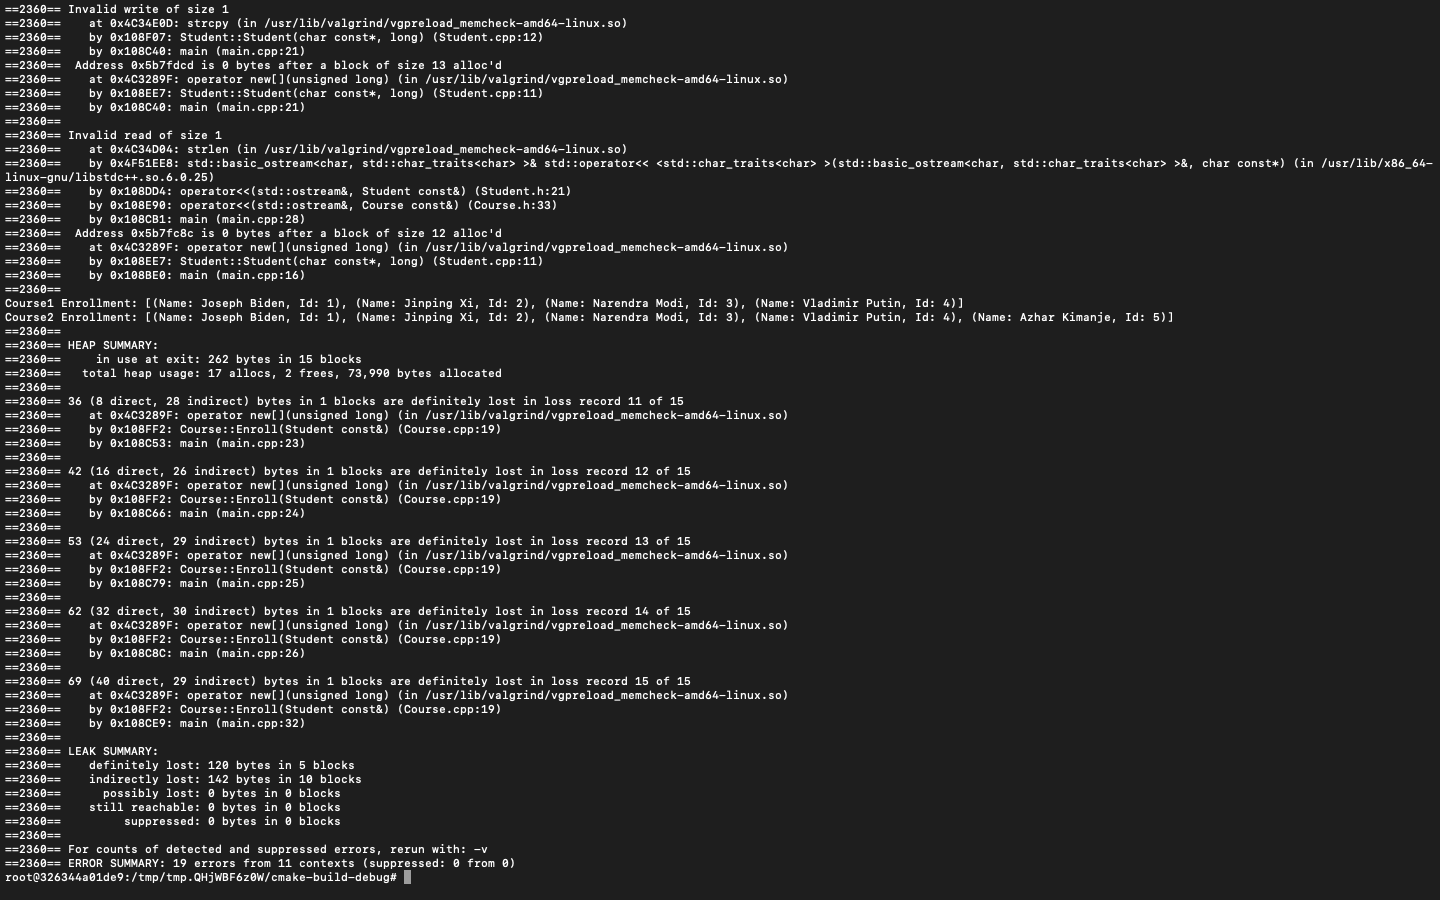 ==2360== Invalid write of size 1
==2360==    at 0x4C34E0D: strcpy (in /usr/lib/valgrind/vgpreload_memcheck-amd64-linux.so)
==2360==    by 0x108F07: Student::Student(char const*, long) (Student.cpp:12)
==2360==    by 0x108C40: main (main.cpp:21)
==2360==  Address 0x5b7fdcd is 0 bytes after a block of size 13 alloc'd
==2360==    at 0x4C3289F: operator new[](unsigned long) (in /usr/lib/valgrind/vgpreload_memcheck-amd64-linux.so)
==2360==    by 0x108EE7: Student::Student(char const*, long) (Student.cpp:11)
==2360==    by 0x108C40: main (main.cpp:21)
==2360==
==2360== Invalid read of size 1
==2360==    at 0x4C34D04: strlen (in /usr/lib/valgrind/vgpreload_memcheck-amd64-linux.so)
==2360==    by 0x4F51EE8: std::basic_ostream<char, std::char_traits<char> >& std::operator<< <std::char_traits<char> >(std::basic_ostream<char, std::char_traits<char> >&, char const*) (in /usr/lib/x86_64-
linux-gnu/libstdc++.so.6.0.25)
==2360==    by 0x108DD4: operator<<(std::ostream&, Student const&) (Student.h:21)
==2360==    by 0x108E90: operator<<(std::ostream&, Course const&) (Course.h:33)
==2360==    by 0x108CB1: main (main.cpp:28)
==2360==  Address 0x5b7fc8c is 0 bytes after a block of size 12 alloc'd
==2360==    at 0x4C3289F: operator new[](unsigned long) (in /usr/lib/valgrind/vgpreload_memcheck-amd64-linux.so)
==2360==    by 0x108EE7: Student::Student(char const*, long) (Student.cpp:11)
==2360==    by 0x108BE0: main (main.cpp:16)
==2360==
Course1 Enrollment: [(Name: Joseph Biden, Id: 1), (Name: Jinping Xi, Id: 2), (Name: Narendra Modi, Id: 3), (Name: Vladimir Putin, Id: 4)]
Course2 Enrollment: [(Name: Joseph Biden, Id: 1), (Name: Jinping Xi, Id: 2), (Name: Narendra Modi, Id: 3), (Name: Vladimir Putin, Id: 4), (Name: Azhar Kimanje, Id: 5)]
==2360==
==2360== HEAP SUMMARY:
==2360==     in use at exit: 262 bytes in 15 blocks
==2360==   total heap usage: 17 allocs, 2 frees, 73,990 bytes allocated
==2360==
==2360== 36 (8 direct, 28 indirect) bytes in 1 blocks are definitely lost in loss record 11 of 15
==2360==    at 0x4C3289F: operator new[](unsigned long) (in /usr/lib/valgrind/vgpreload_memcheck-amd64-linux.so)
==2360==    by 0x108FF2: Course::Enroll(Student const&) (Course.cpp:19)
==2360==    by 0x108C53: main (main.cpp:23)
==2360==
==2360== 42 (16 direct, 26 indirect) bytes in 1 blocks are definitely lost in loss record 12 of 15
==2360==    at 0x4C3289F: operator new[](unsigned long) (in /usr/lib/valgrind/vgpreload_memcheck-amd64-linux.so)
==2360==    by 0x108FF2: Course::Enroll(Student const&) (Course.cpp:19)
==2360==    by 0x108C66: main (main.cpp:24)
==2360==
==2360== 53 (24 direct, 29 indirect) bytes in 1 blocks are definitely lost in loss record 13 of 15
==2360==    at 0x4C3289F: operator new[](unsigned long) (in /usr/lib/valgrind/vgpreload_memcheck-amd64-linux.so)
==2360==    by 0x108FF2: Course::Enroll(Student const&) (Course.cpp:19)
==2360==    by 0x108C79: main (main.cpp:25)
==2360==
==2360== 62 (32 direct, 30 indirect) bytes in 1 blocks are definitely lost in loss record 14 of 15
==2360==    at 0x4C3289F: operator new[](unsigned long) (in /usr/lib/valgrind/vgpreload_memcheck-amd64-linux.so)
==2360==    by 0x108FF2: Course::Enroll(Student const&) (Course.cpp:19)
==2360==    by 0x108C8C: main (main.cpp:26)
==2360==
==2360== 69 (40 direct, 29 indirect) bytes in 1 blocks are definitely lost in loss record 15 of 15
==2360==    at 0x4C3289F: operator new[](unsigned long) (in /usr/lib/valgrind/vgpreload_memcheck-amd64-linux.so)
==2360==    by 0x108FF2: Course::Enroll(Student const&) (Course.cpp:19)
==2360==    by 0x108CE9: main (main.cpp:32)
==2360==
==2360== LEAK SUMMARY:
==2360==    definitely lost: 120 bytes in 5 blocks
==2360==    indirectly lost: 142 bytes in 10 blocks
==2360==      possibly lost: 0 bytes in 0 blocks
==2360==    still reachable: 0 bytes in 0 blocks
==2360==         suppressed: 0 bytes in 0 blocks
==2360==
==2360== For counts of detected and suppressed errors, rerun with: -v
==2360== ERROR SUMMARY: 19 errors from 11 contexts (suppressed: 0 from 0)
root@326344a01de9:/tmp/tmp.QHjWBF6z0W/cmake-build-debug#